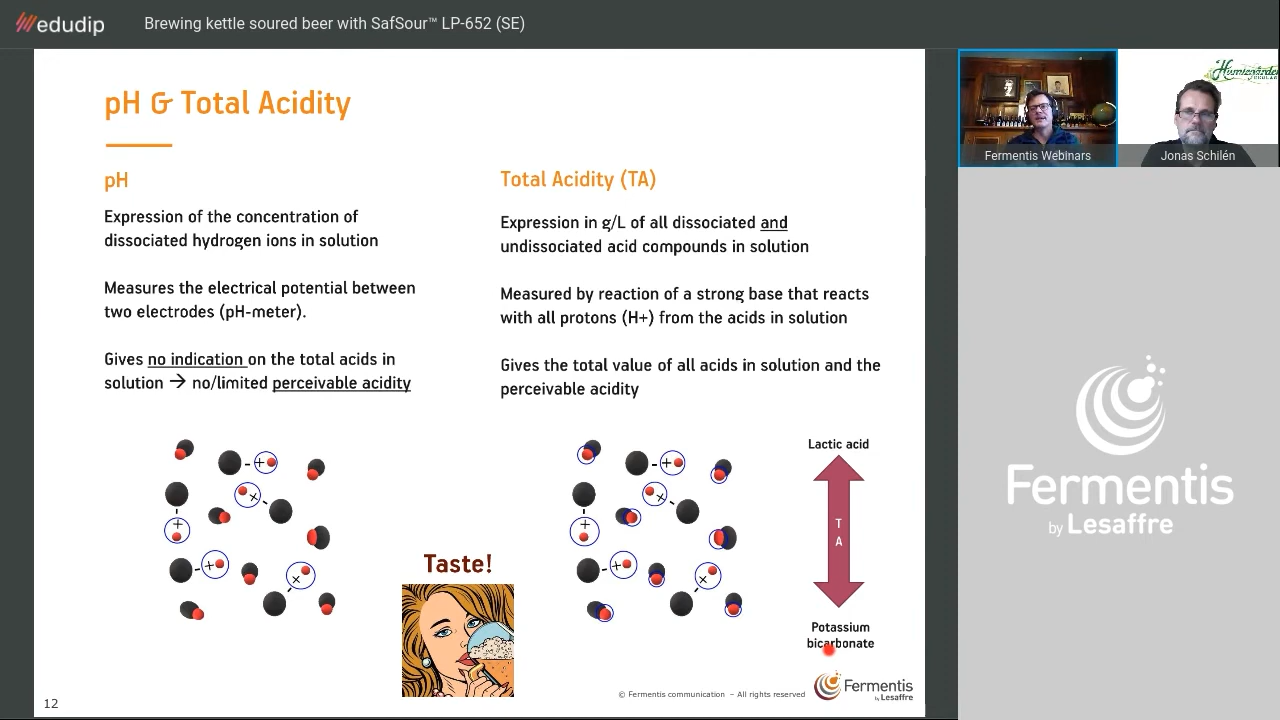 edudip
Brewing kettle soured beer with SafSour™ LP-652 (SE)
pH & Total Acidity
pH
Expression of the concentration of
dissociated hydrogen ions in solution
Measures the electrical potential between
two electrodes (pH-meter).
Gives no indication on the total acids in
solution → no/limited perceivable acidity
Total Acidity (TA)
Expression in g/L of all dissociated and
undissociated acid compounds in solution
Measured by reaction of a strong base that reacts
with all protons (H+) from the acids in solution
Gives the total value of all acids in solution and the
perceivable acidity
Taste!
Lactic acid
T
A
Potassium
bicarbonate
12
© Fermentis communication – All rights reserved
Fermentis
by Lesaffre
Fermentis Webinars
Jonas Schilén
Fermentis
by Lesaffre